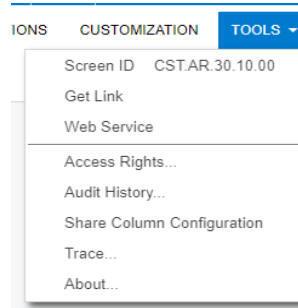 IONS CUSTOMIZATION TOOLS
Screen ID CST.AR.30.10.00
Get Link
Web Service
Access Rights...
Audit History...
Share Column Configuration
Trace...
About...